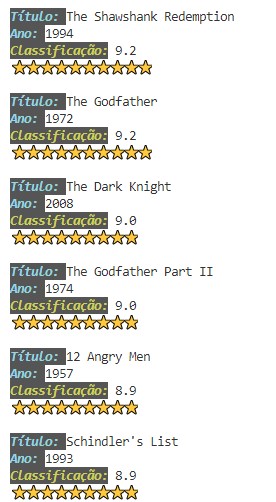 Título: The Shawshank Redemption
Ano: 1994
Classificação: 9.2
⭐⭐⭐⭐⭐⭐⭐⭐⭐⭐
Título: The Godfather
Ano: 1972
Classificação: 9.2
⭐⭐⭐⭐⭐⭐⭐⭐⭐⭐
Título: The Dark Knight
Ano: 2008
Classificação: 9.0
⭐⭐⭐⭐⭐⭐⭐⭐⭐
Título: The Godfather Part II
Ano: 1974
Classificação: 9.0
⭐⭐⭐⭐⭐⭐⭐⭐⭐
Título: 12 Angry Men
Ano: 1957
Classificação: 8.9
⭐⭐⭐⭐⭐⭐⭐⭐⭐
Título: Schindler's List
Ano: 1993
Classificação: 8.9
⭐⭐⭐⭐⭐⭐⭐⭐⭐